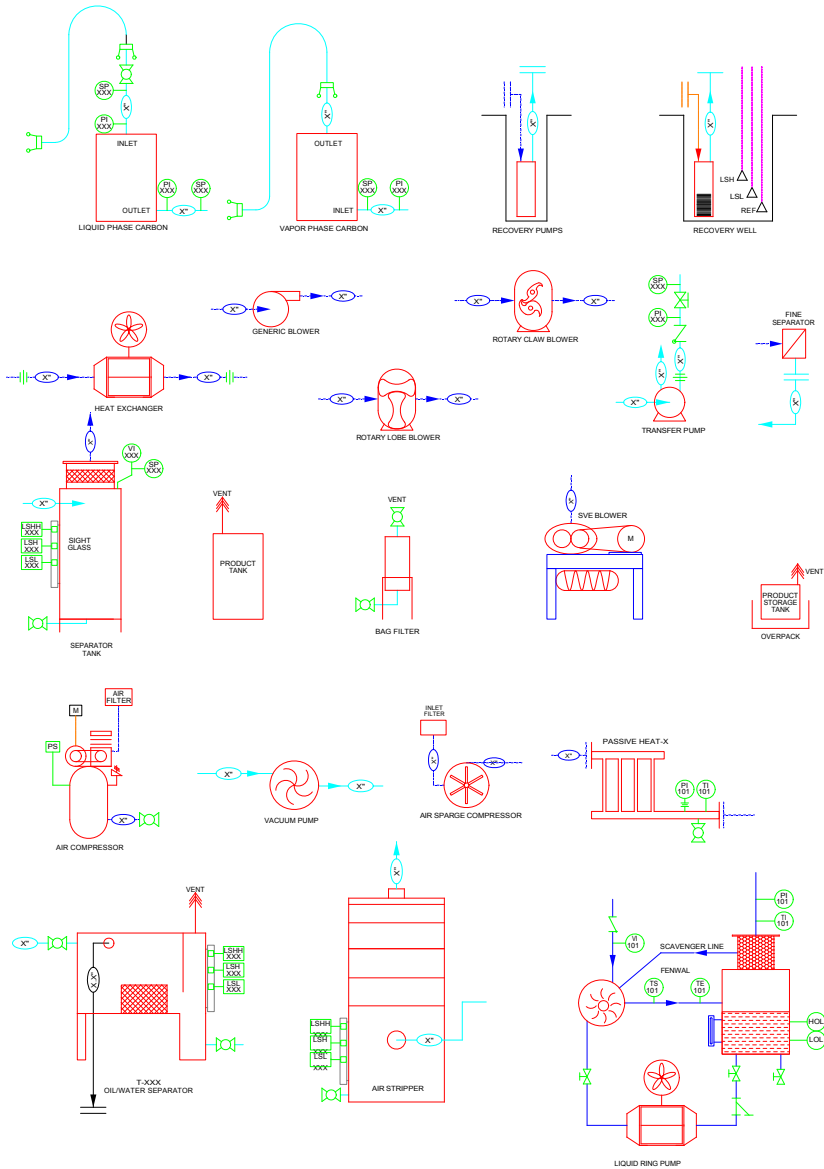 SP
XXX
X"
PI
XXX
INLET
OUTLET
PI
XXX
SP
XXX
X"
LIQUID PHASE CARBON
X"
OUTLET
INLET
SP
XXX
PI
XXX
X"
VAPOR PHASE CARBON
X"
RECOVERY PUMPS
X"
LSH
LSL
REF
RECOVERY WELL
X"
X"
HEAT EXCHANGER
X"
X"
GENERIC BLOWER
X"
X"
ROTARY LOBE BLOWER
X"
X"
ROTARY CLAW BLOWER
SP
XXX
PI
XXX
X"
X"
X"
TRANSFER PUMP
FINE
SEPARATOR
X"
X"
VI
XXX
SP
XXX
X"
LSHH
XXX
LSH
XXX
LSL
XXX
SIGHT
GLASS
SEPARATOR
TANK
VENT
PRODUCT
TANK
VENT
BAG FILTER
X"
SVE BLOWER
M
VENT
PRODUCT
STORAGE
TANK
OVERPACK
AIR
FILTER
M
PS
X"
AIR COMPRESSOR
X"
X"
VACUUM PUMP
INLET
FILTER
X"
X"
AIR SPARGE COMPRESSOR
PASSIVE HEAT-X
X"
PI
101
TI
101
VENT
X"
X"X"
LSHH
XXX
LSH
XXX
LSL
XXX
T-XXX
OIL/WATER SEPARATOR
X"
LSHH
XXX
LSH
XXX
LSL
XXX
X"
AIR STRIPPER
VI
101
SCAVENGER LINE
FENWAL
TS
101
TE
101
PI
101
TI
101
HOL
LOL
LIQUID RING PUMP